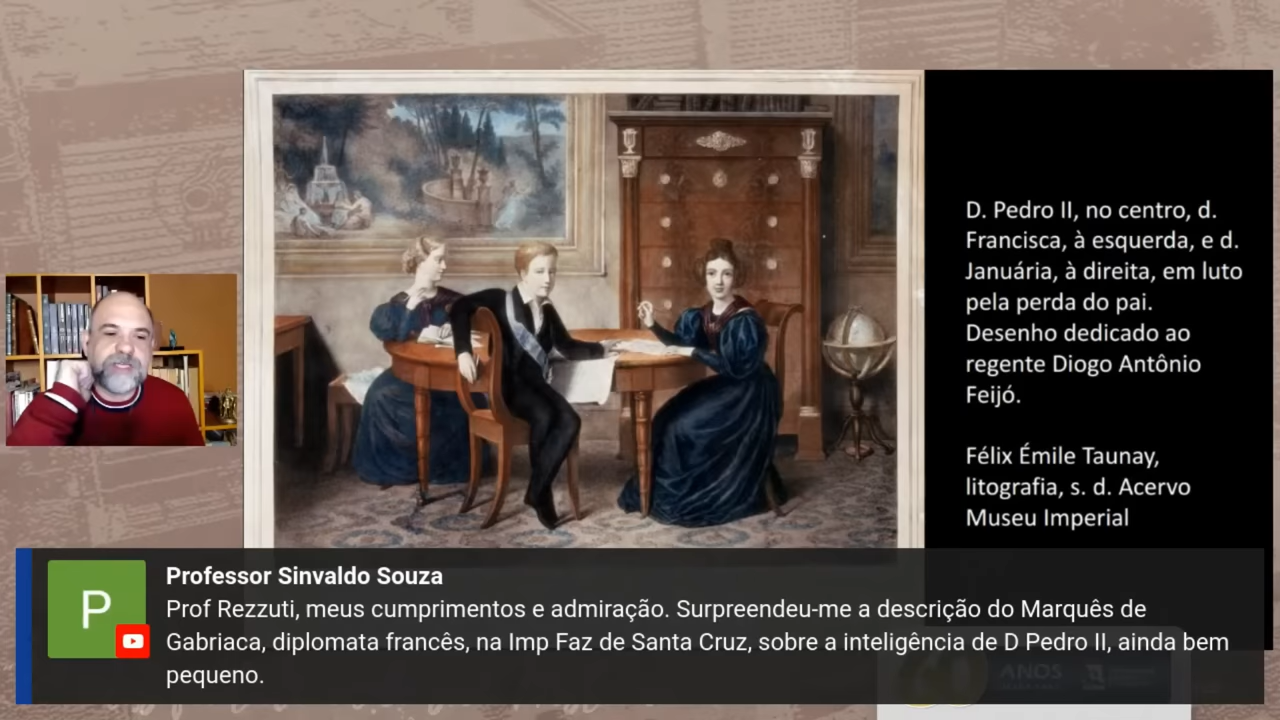 D. Pedro II, no centro, d.
Francisca, à esquerda, e d.
Januária, à direita, em luto
pela perda do pai.
Desenho dedicado ao
regente Diogo Antônio
Feijó.
Félix Émile Taunay,
litografia, s. d. Acervo
Museu Imperial
P
Professor Sinvaldo Souza
Prof Rezzuti, meus cumprimentos e admiração. Surpreendeu-me a descrição do Marquês de
Gabriaca, diplomata francês, na Imp Faz de Santa Cruz, sobre a inteligência de D Pedro II, ainda bem
pequeno.
ANOS